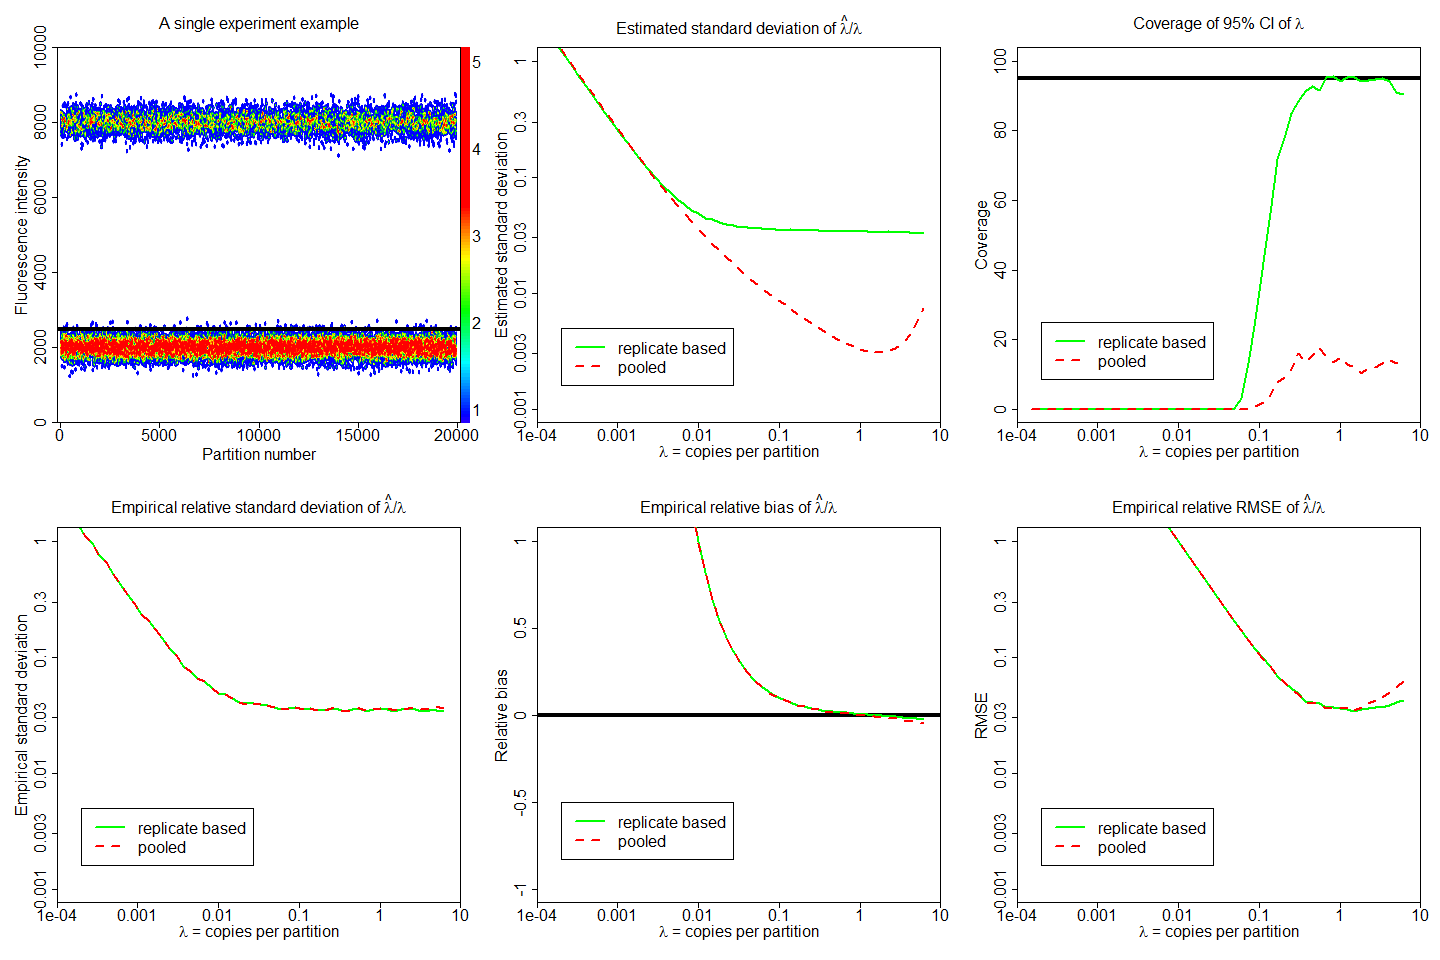 A single experiment example
Fluorescence intensity
0
2000
4000
6000
8000
10000
0
5000
10000
15000
20000
Partition number
5
4
3
2
1
Estimated standard deviation of λ̂/λ
Estimated standard deviation
1
0.3
0.1
0.03
0.01
0.003
0.001
replicate based
pooled
1e-04
0.001
0.01
0.1
1
10
λ = copies per partition
Coverage of 95% CI of λ
Coverage
100
80
60
40
20
0
replicate based
pooled
1e-04
0.001
0.01
0.1
1
10
λ = copies per partition
Empirical relative standard deviation of λ̂/λ
Empirical standard deviation
1
0.3
0.1
0.03
0.01
0.003
0.001
replicate based
pooled
1e-04
0.001
0.01
0.1
1
10
λ = copies per partition
Empirical relative bias of λ̂/λ
Relative bias
1
0.5
0
-0.5
-1
replicate based
pooled
1e-04
0.001
0.01
0.1
1
10
λ = copies per partition
Empirical relative RMSE of λ̂/λ
RMSE
1
0.3
0.1
0.03
0.01
0.003
0.001
replicate based
pooled
1e-04
0.001
0.01
0.1
1
10
λ = copies per partition